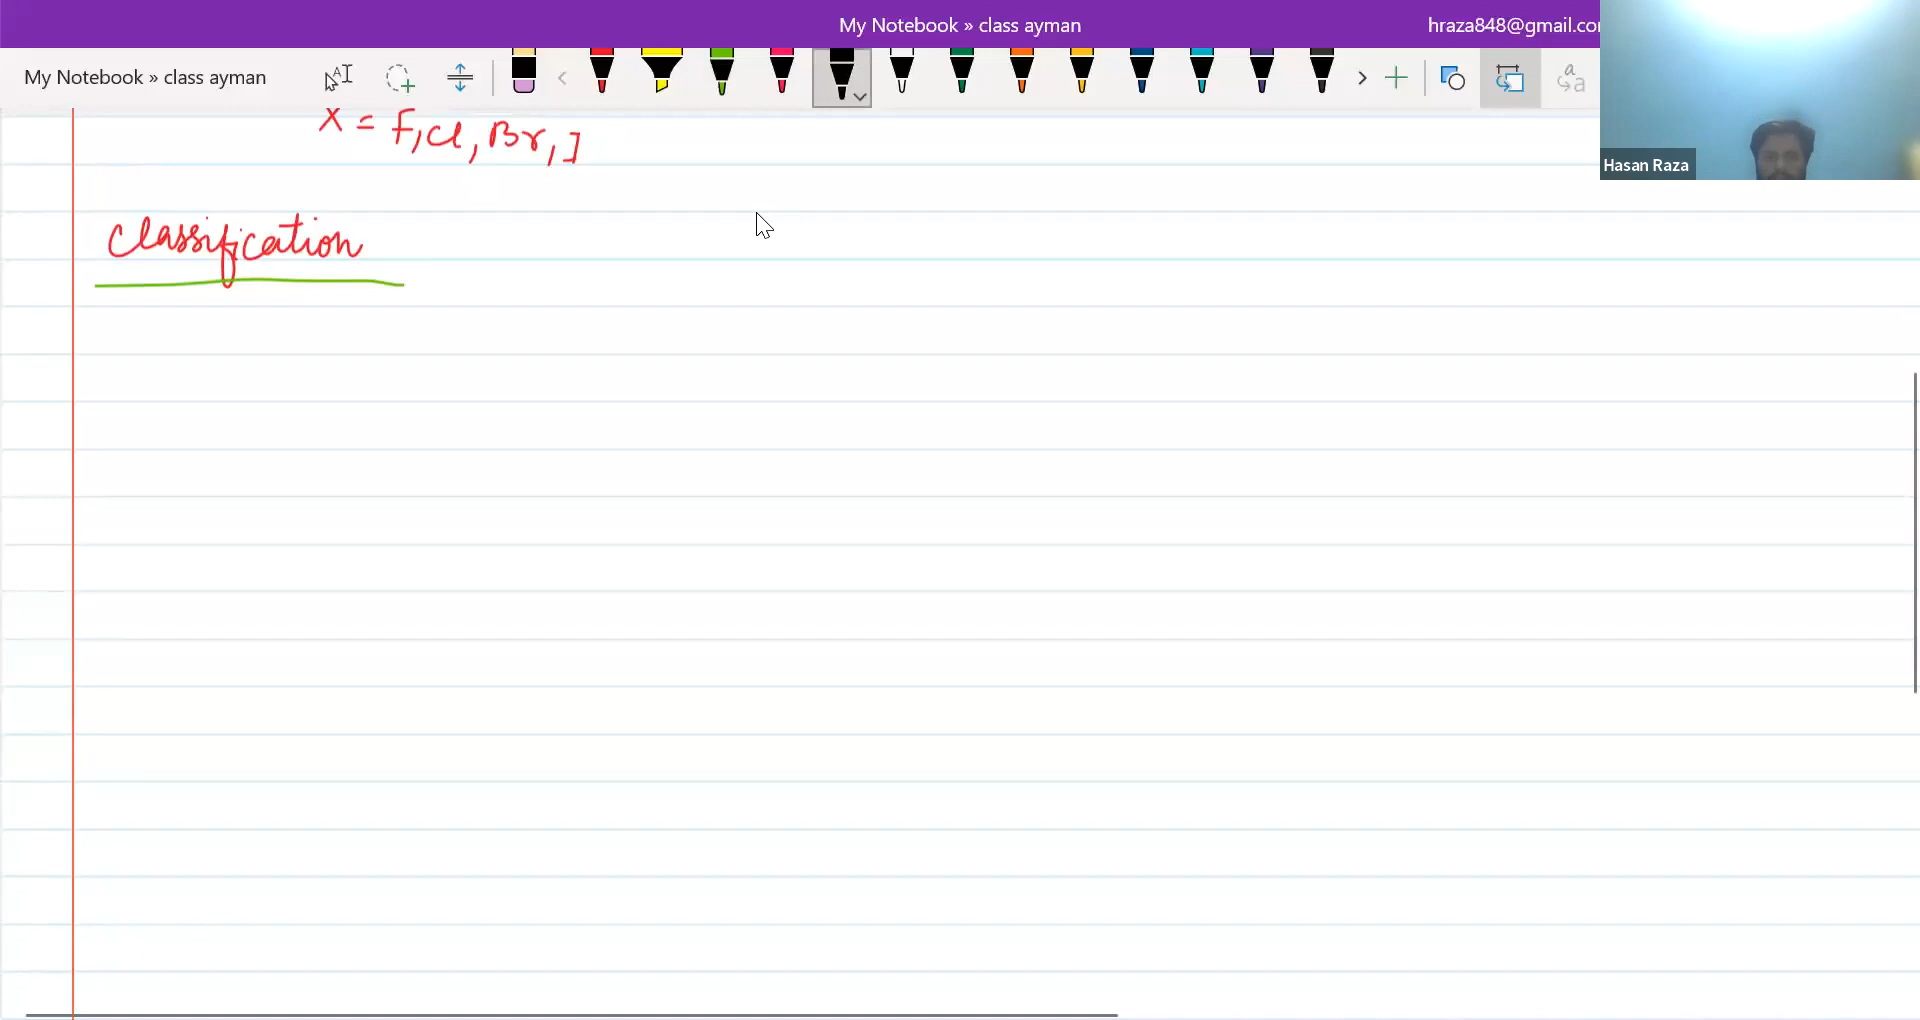 My Notebook » class ayman
hraza848@gmail.co
My Notebook » class ayman
X = F, Cl, Br, I
Hasan Raza
Classification